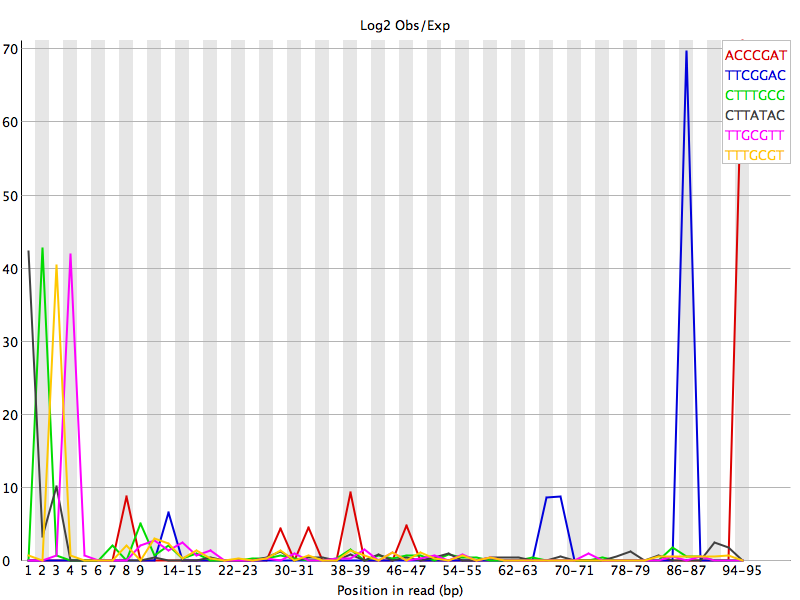 Log2 Obs/Exp
70
60
50
40
30
20
10
0
ACCCGAT
TTCGGAC
CTTTGCG
CTTATAC
TTGCGTT
TTTGCGT
1 2 3 4 5 6 7 8 9 14-15 22-23 30-31 38-39 46-47 54-55 62-63 70-71 78-79 86-87 94-95
Position in read (bp)